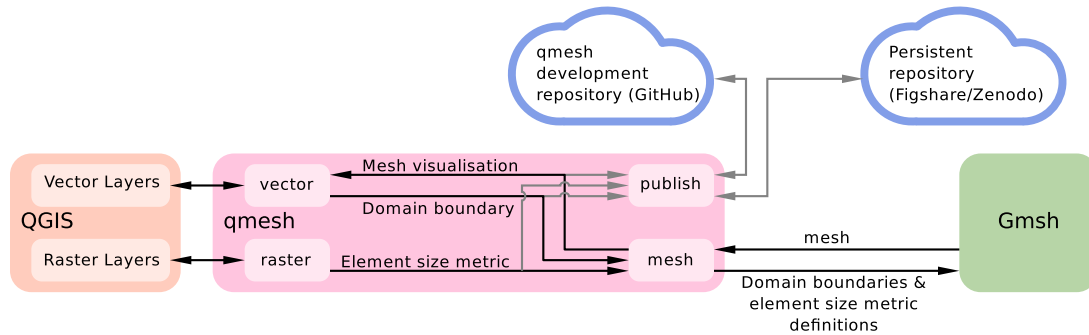 qmesh
development
repository (GitHub)
Persistent
repository
(Figshare/Zenodo)
Vector Layers
QGIS
Raster Layers
qmesh
vector
raster
Mesh visualisation
Domain boundary
Element size metric
publish
mesh
mesh
Domain boundaries &
element size metric
definitions
Gmsh